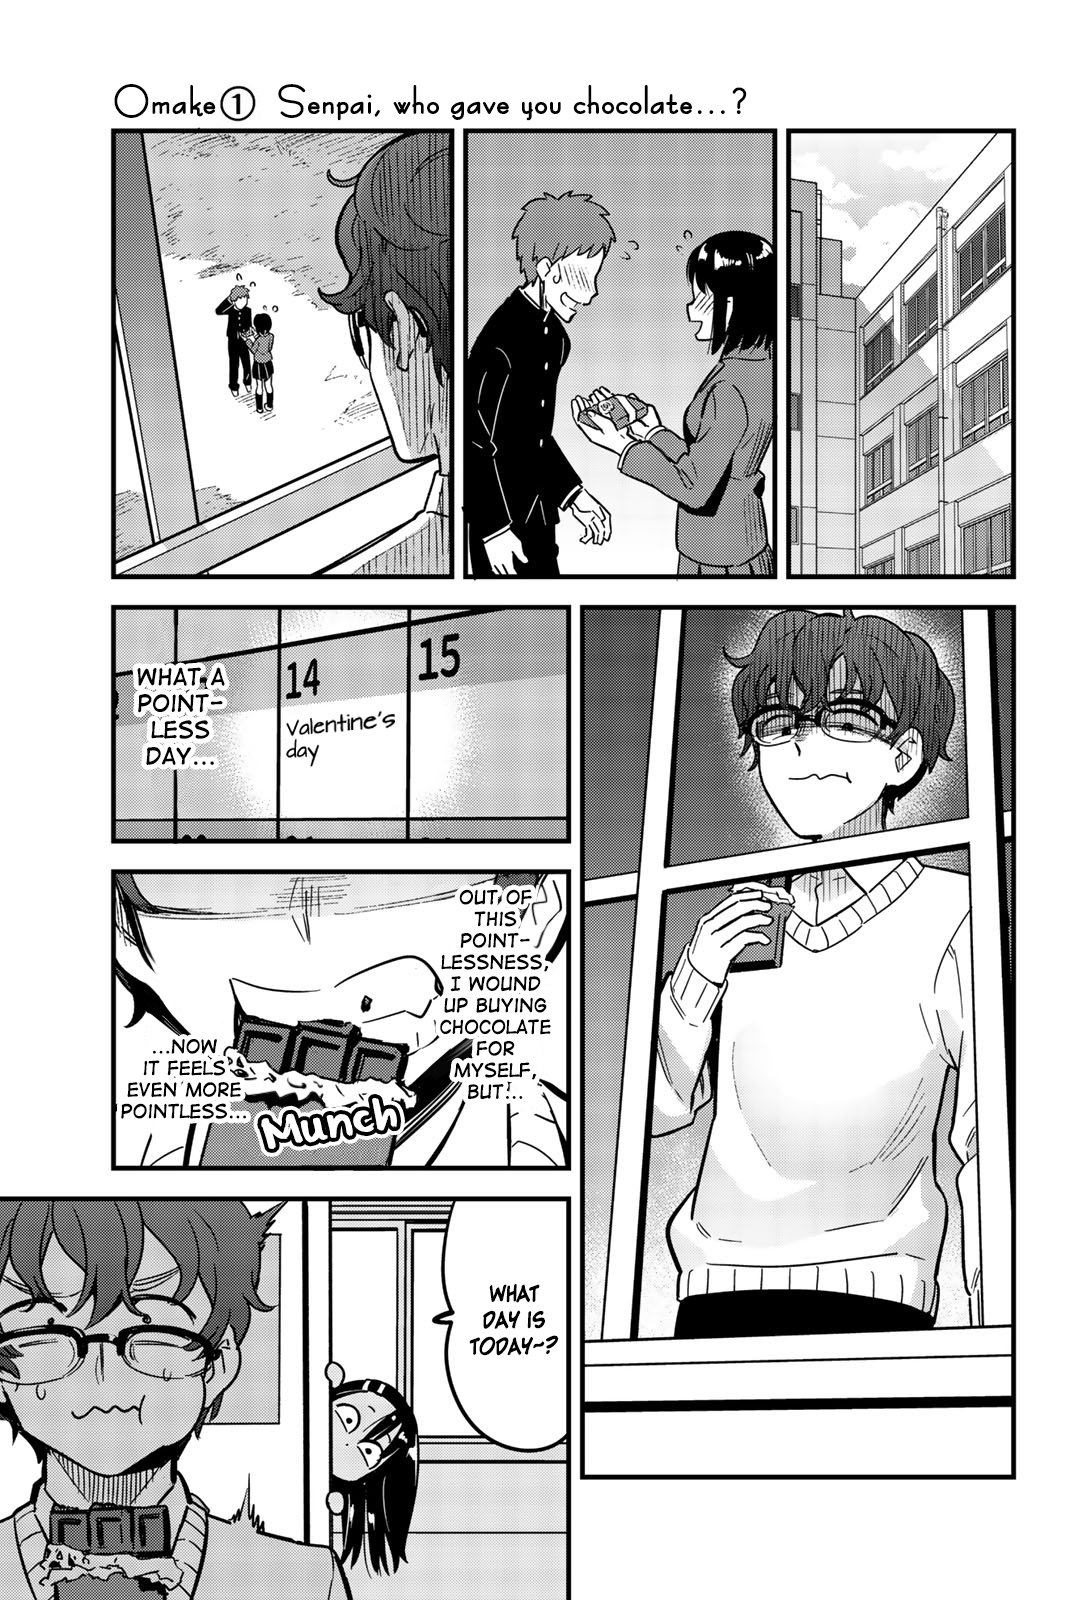 Omake① Senpai, who gave you chocolate...?
14
Valentine's
day
15
WHAT A
POINT-
LESS
DAY...
OUT OF
THIS
POINT-
LESSNESS,
I WOUND
UP BUYING
CHOCOLATE
FOR
MYSELF,
BUT...
...NOW
IT FEELS
EVEN MORE
POINTLESS...
Munch
WHAT
DAY IS
TODAY~?